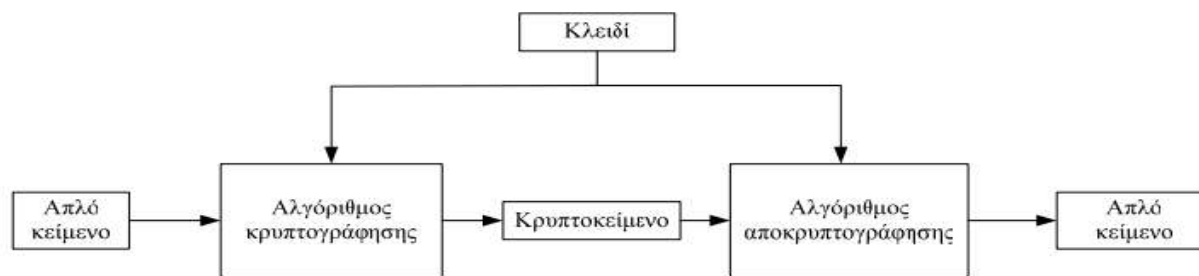 Κλειδί
Απλό
κείμενο
Αλγόριθμος
κρυπτογράφησης
Κρυπτοκείμενο
Αλγόριθμος
αποκρυπτογράφησης
Απλό
κείμενο